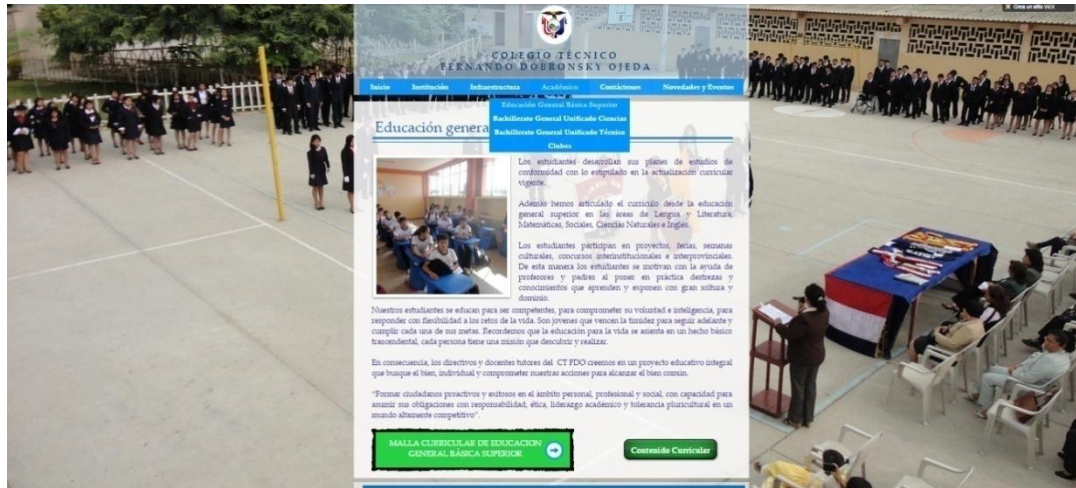 Crea un sitio WiX
COLEGIO TÉCNICO
FERNANDO DOBRONSKY OJEDA
Inicio Institución Infraestructura Académico Contáctenos Novedades y Eventos
Educación General Básica Superior
Bachillerato General Unificado Ciencias
Bachillerato General Unificado Técnico
Clubes
Educación genera
Los estudiantes desarrollan sus planes de estudios de
conformidad con lo estipulado en la actualización curricular
vigente.
Además hemos articulado el currículo desde la educación
general superior en las áreas de Lengua y Literatura,
Matemáticas, Sociales, Ciencias Naturales e Inglés.
Los estudiantes participan en proyectos, ferias, semanas
culturales, concursos interinstitucionales e interprovinciales.
De esta manera los estudiantes se motivan con la ayuda de
profesores y padres al poner en práctica destrezas y
conocimientos que aprenden y exponen con gran soltura y
dominio.
Nuestros estudiantes se educan para ser competentes, para comprometer su voluntad e inteligencia, para
responder con flexibilidad a los retos de la vida. Son jovenes que vencen la timidez para seguir adelante y
cumplir cada una de sus metas. Recordemos que la educación para la vida se asienta en un hecho básico
trascendental, cada persona tiene una misión que descubrir y realizar.
En consecuencia, los directivos y docentes tutores del CT FDO creemos en un proyecto educativo integral
que busque el bien, individual y comprometer nuestras acciones para alcanzar el bien común.
"Formar ciudadanos proactivos y exitosos en el ámbito personal, profesional y social, con capacidad para
asumir sus obligaciones con responsabilidad, ética, liderazgo académico y tolerancia pluricultural en un
mundo altamente competitivo".
MALLA CURRICULAR DE EDUCACION
GENERAL BÁSICA SUPERIOR
Contenido Curricular